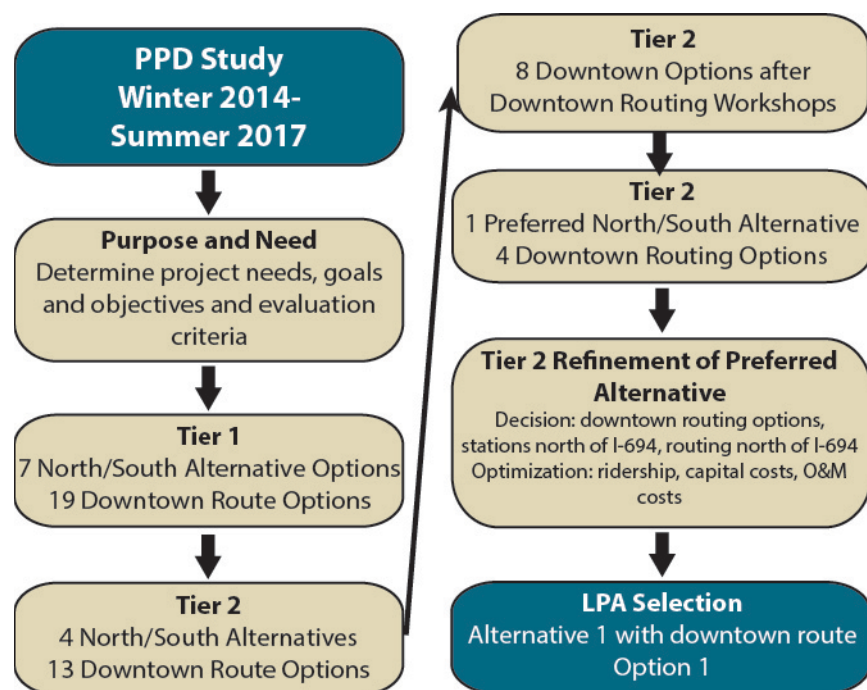 PPD Study
Winter 2014-
Summer 2017
Purpose and Need
Determine project needs, goals
and objectives and evaluation
criteria
Tier 1
7 North/South Alternative Options
19 Downtown Route Options
Tier 2
4 North/South Alternatives
13 Downtown Route Options
Tier 2
8 Downtown Options after
Downtown Routing Workshops
Tier 2
1 Preferred North/South Alternative
4 Downtown Routing Options
Tier 2 Refinement of Preferred
Alternative
Decision: downtown routing options,
stations north of I-694, routing north of I-694
Optimization: ridership, capital costs, O&M
costs
LPA Selection
Alternative 1 with downtown route
Option 1